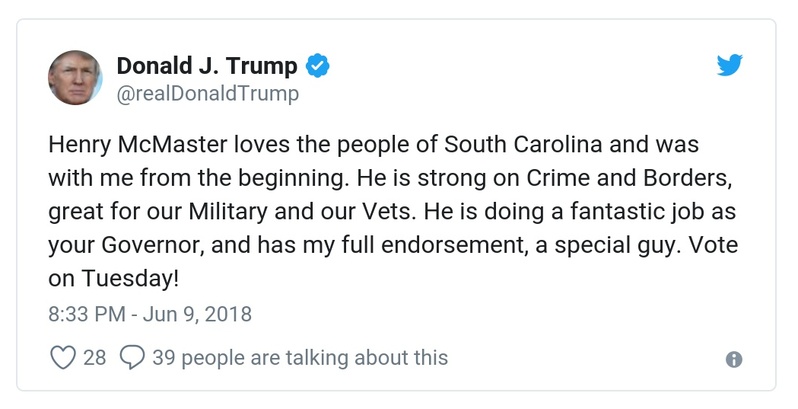 Donald J. Trump
@realDonaldTrump
Henry McMaster loves the people of South Carolina and was
with me from the beginning. He is strong on Crime and Borders,
great for our Military and our Vets. He is doing a fantastic job as
your Governor, and has my full endorsement, a special guy. Vote
on Tuesday!
8:33 PM - Jun 9, 2018
28 39 people are talking about this